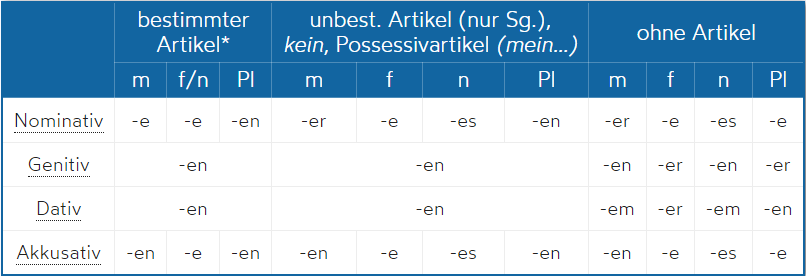 bestimmter Artikel* unbest. Artikel (nur Sg.), kein, Possessivartikel (mein...) ohne Artikel
m f/n Pl m f n Pl m f n Pl
Nominativ -e -e -en -er -e -es -en -er -e -es -e
Genitiv -en -en -en -er -en -er
Dativ -en -en -em -er -em -en
Akkusativ -en -e -en -en -e -es -en -en -e -es -e